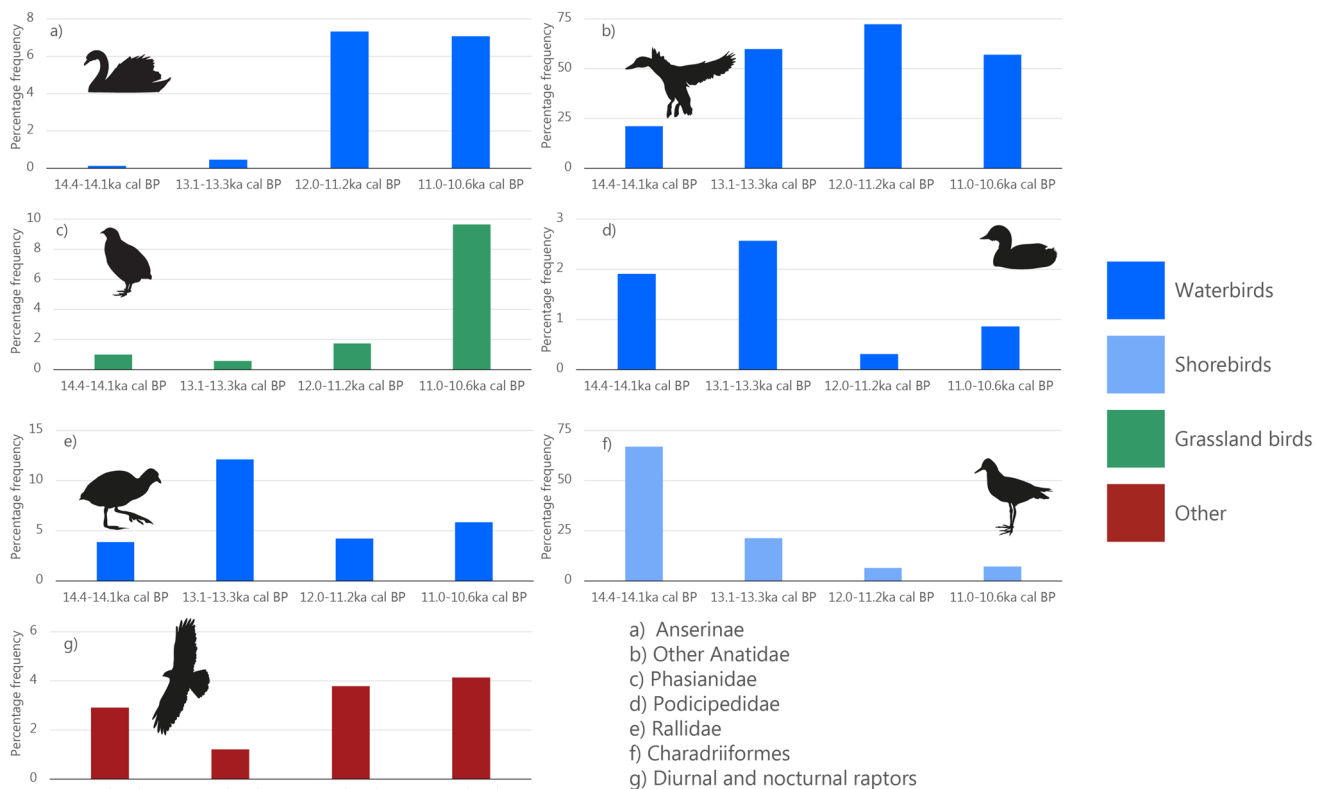 a)
Percentage frequency
8
6
4
2
0
14.4-14.1ka cal BP 13.1-13.3ka cal BP 12.0-11.2ka cal BP 11.0-10.6ka cal BP
b)
Percentage frequency
75
50
25
0
14.4-14.1ka cal BP 13.1-13.3ka cal BP 12.0-11.2ka cal BP 11.0-10.6ka cal BP
c)
Percentage frequency
10
8
6
4
2
0
14.4-14.1ka cal BP 13.1-13.3ka cal BP 12.0-11.2ka cal BP 11.0-10.6ka cal BP
d)
Percentage frequency
3
2
1
0
14.4-14.1ka cal BP 13.1-13.3ka cal BP 12.0-11.2ka cal BP 11.0-10.6ka cal BP
e)
Percentage frequency
15
10
5
0
14.4-14.1ka cal BP 13.1-13.3ka cal BP 12.0-11.2ka cal BP 11.0-10.6ka cal BP
f)
Percentage frequency
75
50
25
0
14.4-14.1ka cal BP 13.1-13.3ka cal BP 12.0-11.2ka cal BP 11.0-10.6ka cal BP
g)
Percentage frequency
6
4
2
0
a) Anserinae
b) Other Anatidae
c) Phasianidae
d) Podicipedidae
e) Rallidae
f) Charadriiformes
g) Diurnal and nocturnal raptors
Waterbirds
Shorebirds
Grassland birds
Other